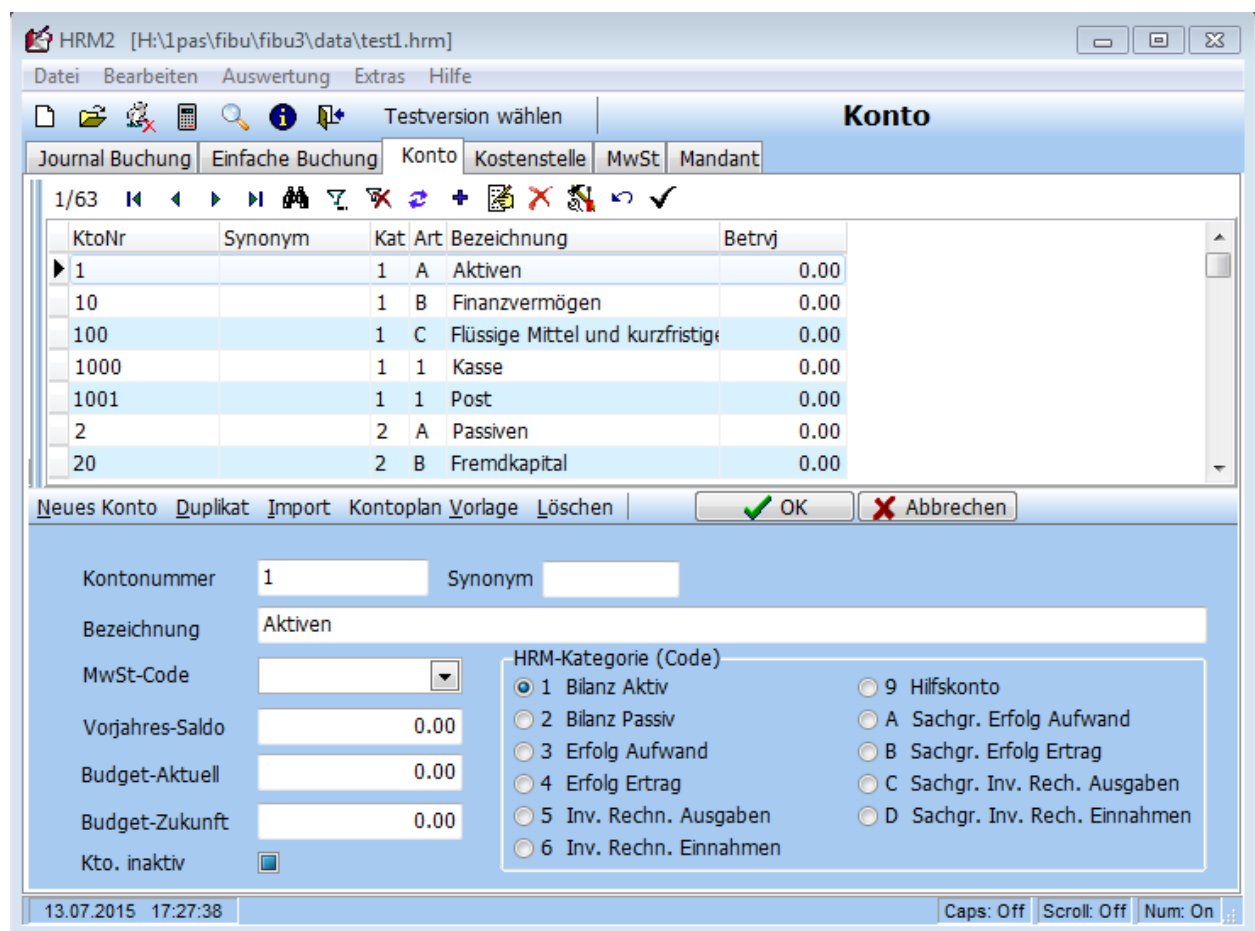 HRM2 [H:\1pas\fibu\fibu3\data\test1.hrm]
Datei Bearbeiten Auswertung Extras Hilfe
Testversion wählen Konto
Journal Buchung Einfache Buchung Konto Kostenstelle MwSt Mandant
1/63
KtoNr Synonym Kat Art Bezeichnung Betrvj
1 1 A Aktiven 0.00
10 1 B Finanzvermögen 0.00
100 1 C Flüssige Mittel und kurzfristige 0.00
1000 1 1 Kasse 0.00
1001 1 1 Post 0.00
2 2 A Passiven 0.00
20 2 B Fremdkapital 0.00
Neues Konto Duplikat Import Kontoplan Vorlage Löschen OK Abbrechen
Kontonummer 1 Synonym
Bezeichnung Aktiven
MwSt-Code
Vorjahres-Saldo 0.00
Budget-Aktuell 0.00
Budget-Zukunft 0.00
Kto. inaktiv
HRM-Kategorie (Code)
1 Bilanz Aktiv
2 Bilanz Passiv
3 Erfolg Aufwand
4 Erfolg Ertrag
5 Inv. Rechn. Ausgaben
6 Inv. Rechn. Einnahmen
9 Hilfskonto
A Sachgr. Erfolg Aufwand
B Sachgr. Erfolg Ertrag
C Sachgr. Inv. Rech. Ausgaben
D Sachgr. Inv. Rech. Einnahmen
13.07.2015 17:27:38 Caps: Off Scroll: Off Num: On